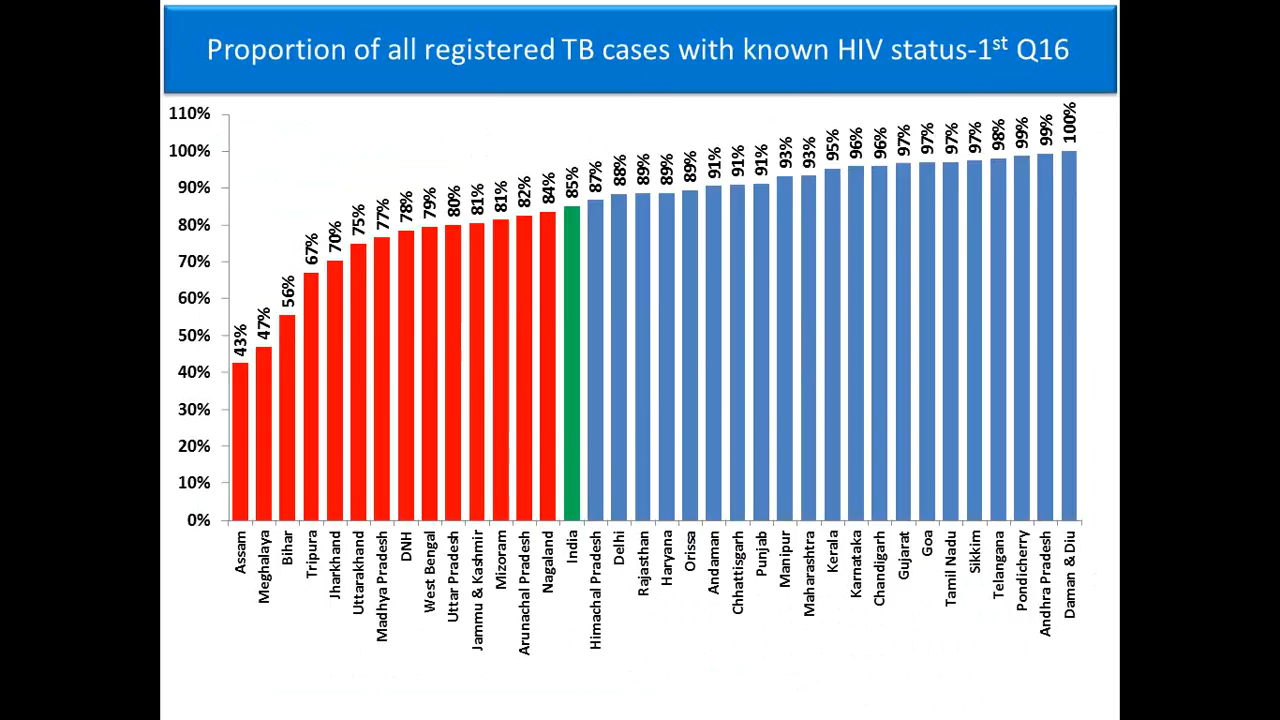 Proportion of all registered TB cases with known HIV status-1st Q16
110%
100%
90%
80%
70%
60%
50%
40%
30%
20%
10%
0%
43%
47%
56%
67%
70%
75%
77%
78%
79%
80%
81%
81%
82%
84%
85%
87%
88%
89%
89%
89%
91%
91%
91%
93%
93%
95%
96%
96%
97%
97%
97%
97%
98%
99%
99%
100%
Assam
Meghalaya
Bihar
Tripura
Jharkhand
Uttarakhand
Madhya Pradesh
DNH
West Bengal
Uttar Pradesh
Jammu & Kashmir
Mizoram
Arunachal Pradesh
Nagaland
India
Himachal Pradesh
Delhi
Rajasthan
Haryana
Orissa
Andaman
Chhattisgarh
Punjab
Manipur
Maharashtra
Kerala
Karnataka
Chandigarh
Gujarat
Goa
Tamil Nadu
Sikkim
Telangana
Pondicherry
Andhra Pradesh
Daman & Diu